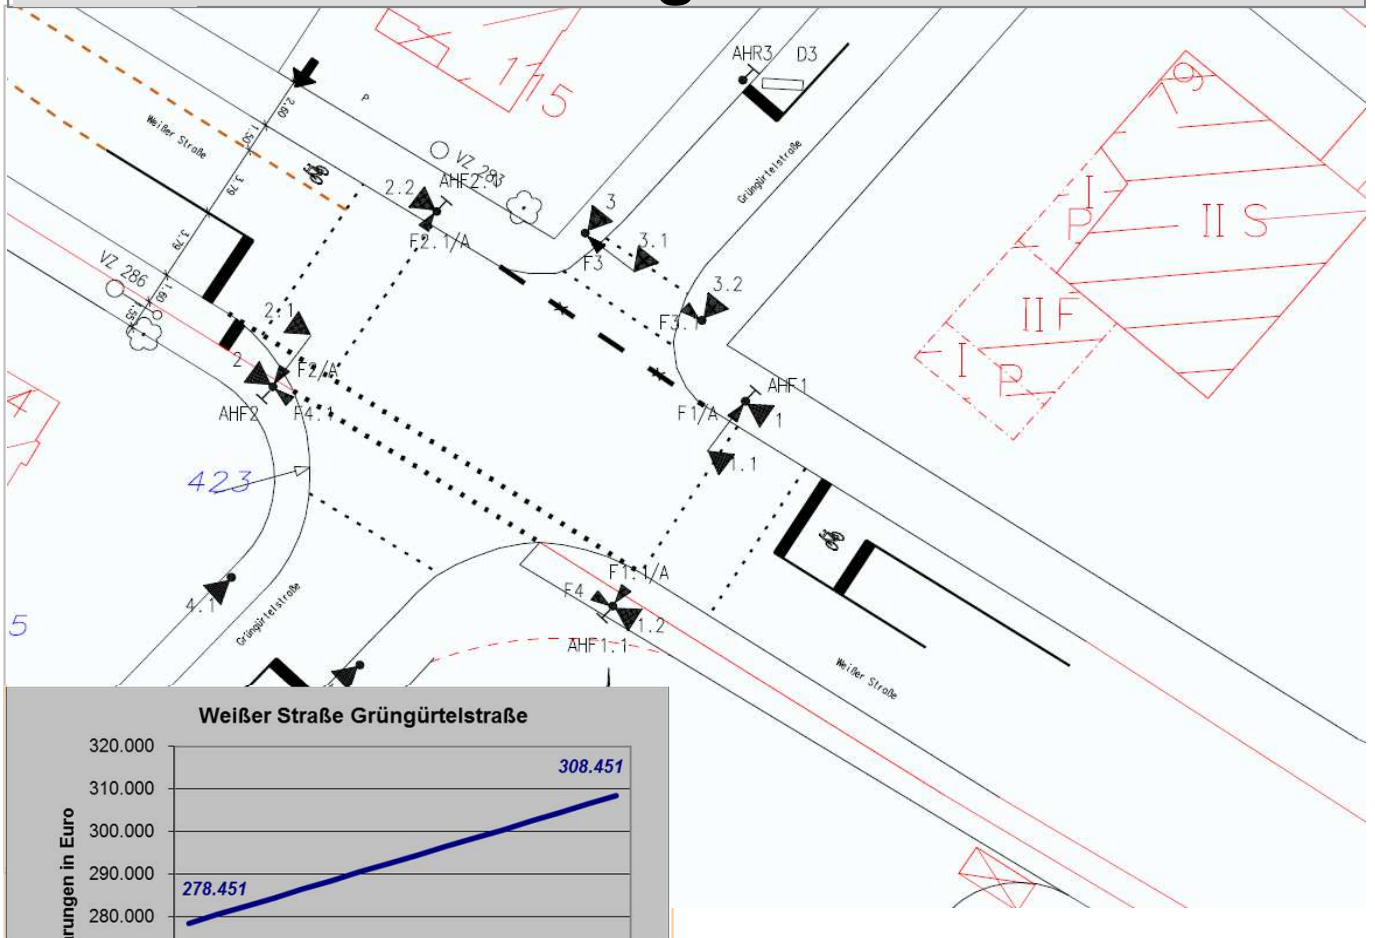 115
AHR3 D3
79
2.60
P
1.50
Weißer Straße
VZ 283
Grüngürtelstraße
3.79
2.2
AHF2.
I
P
II S
3
F2.1/A
3.1
F3
3.79
VZ 286
1.60
1.55
3.2
2.1
II F
F3.
I
P
2
F2/A
AHF1
4
AHF2
F4.1
F1/A
1
1.1
423
F1.1/A
F4
4.1
Grüngürtelstraße
5
1.2
AHF1.1
Weißer Straße
Weißer Straße Grüngürtelstraße
320.000
308.451
310.000
300.000
290.000
278.451
280.000
rungen in Euro